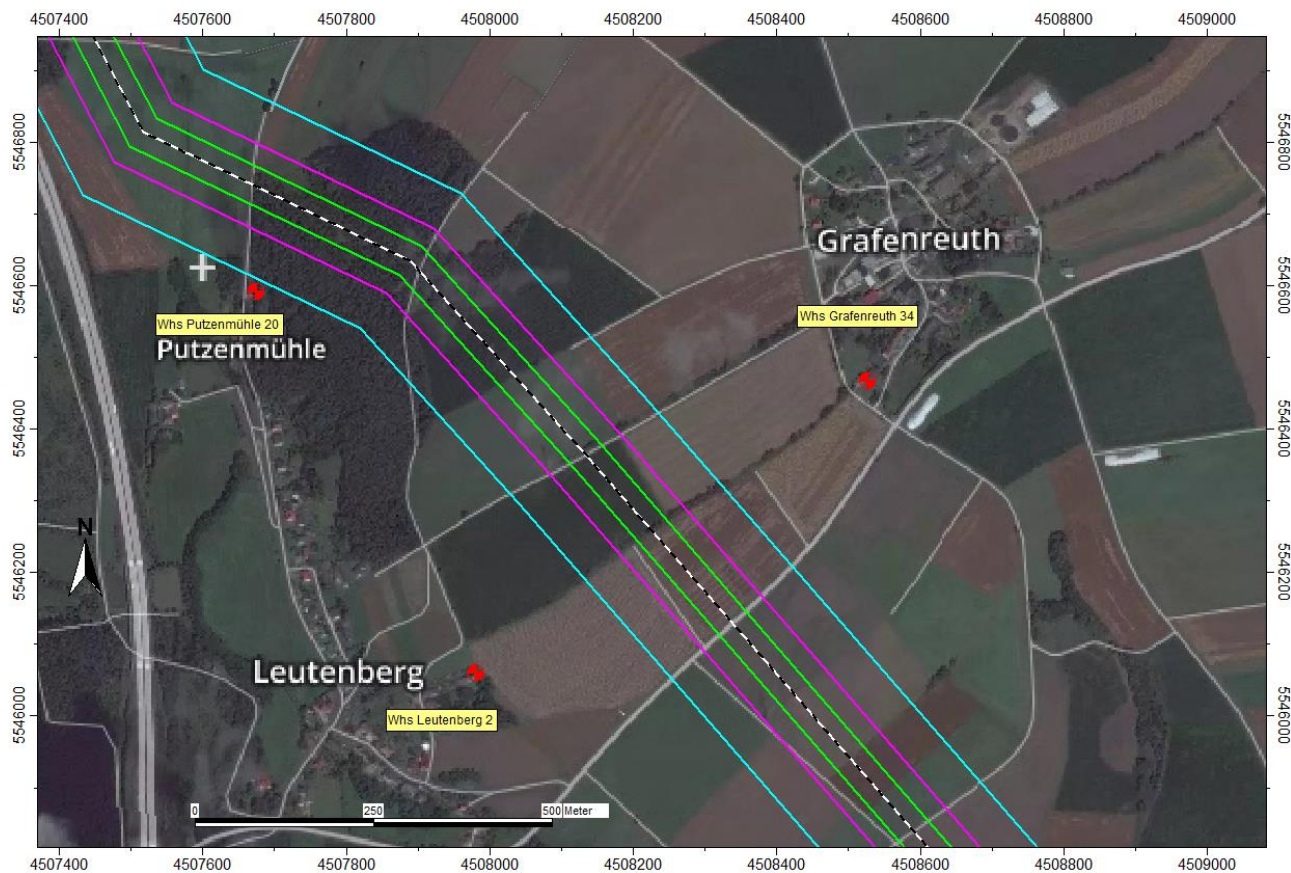 4507400 4507600 4507800 4508000 4508200 4508400 4508600 4508800 4509000
5546800 5546800
Grafenreuth
5546600 5546600
Whs Grafenreuth 34
Whs Putzenmühle 20
Putzenmühle
5546400 5546400
N
5546200 5546200
Leutenberg
5546000 5546000
Whs Leutenberg 2
0 250 500 Meter
4507400 4507600 4507800 4508000 4508200 4508400 4508600 4508800 4509000